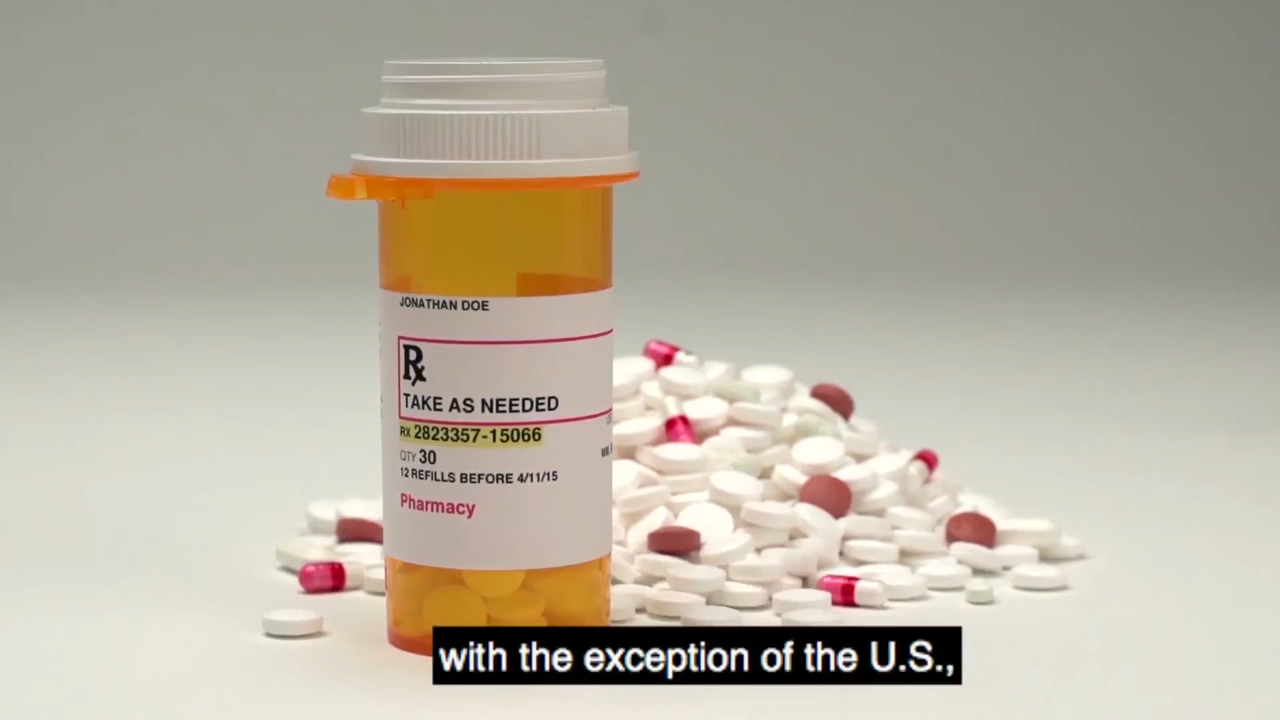 JONATHAN DOE
Rx
TAKE AS NEEDED
RX 2823357-15066
QTY 30
12 REFILLS BEFORE 4/11/15
Pharmacy
with the exception of the U.S.,